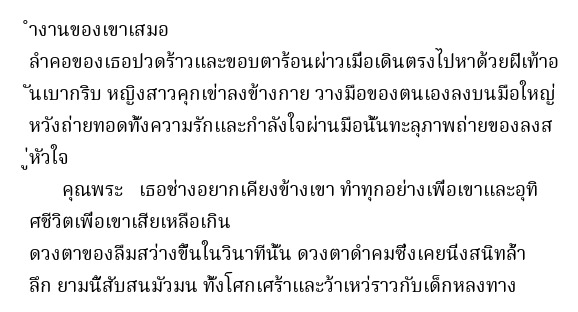 ำงานของเขาเสมอ
ลำคอของเธอปวดร้าวและขอบตาร้อนผ่าวเมื่อเดินตรงไปหาด้วยฝีเท้าอ
ันเบากริบ หญิงสาวคุกเข่าลงข้างกาย วางมือของตนเองลงบนมือใหญ่
หวังถ่ายทอดทั้งความรักและกำลังใจผ่านมือนั้นทะลุภาพถ่ายของลงส
ู่หัวใจ
คุณพระ เธอช่างอยากเคียงข้างเขา ทำทุกอย่างเพื่อเขาและอุทิ
ศชีวิตเพื่อเขาเสียเหลือเกิน
ดวงตาของลืมสว่างขึ้นในวินาทีนั้น ดวงตาดำคมซึ่งเคยนิ่งสนิทล้ำ
ลึก ยามนี้สับสนมัวมน ทั้งโศกเศร้าและว้าเหว่ราวกับเด็กหลงทาง